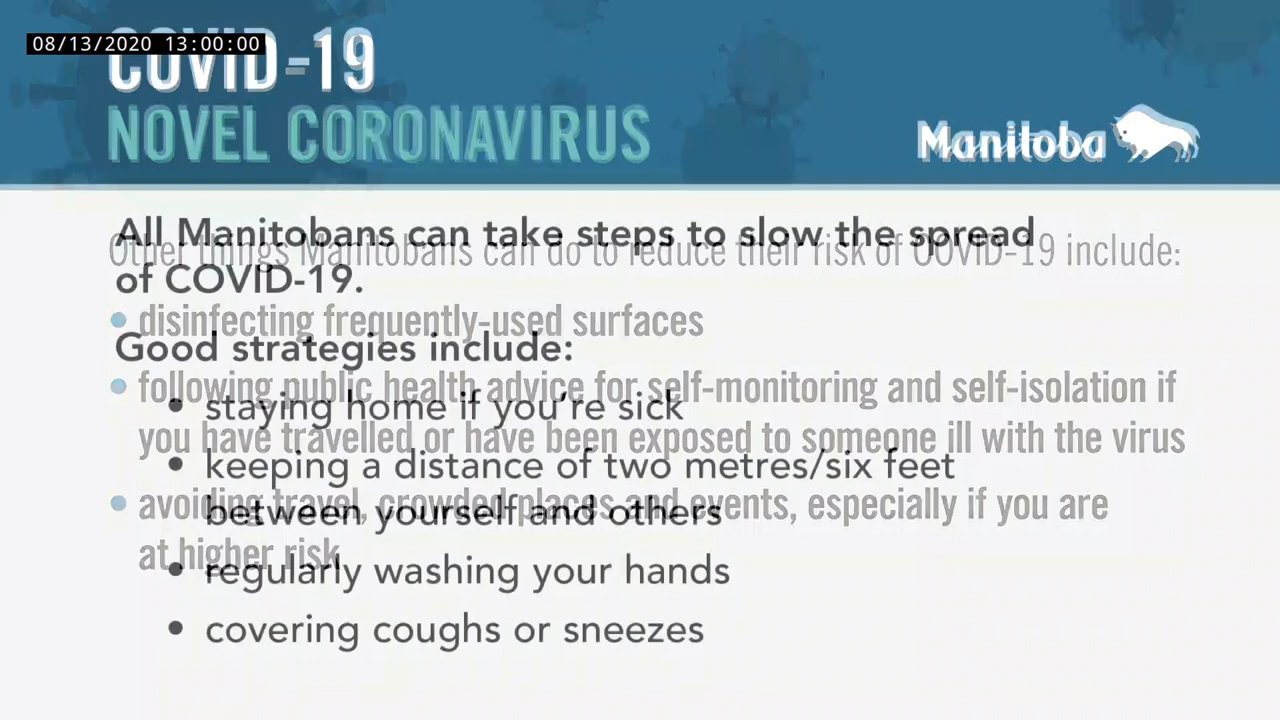 08/13/2020 13:00:00
COVID-19
NOVEL CORONAVIRUS
Manitoba
All Manitobans can take steps to slow the spread
of COVID-19.
Good strategies include:
• staying home if you're sick
• keeping a distance of two metres/six feet
between yourself and others
• regularly washing your hands
• covering coughs or sneezes
Other things Manitobans can do to reduce their risk of COVID-19 include:
• disinfecting frequently-used surfaces
• following public health advice for self-monitoring and self-isolation if
you have travelled or have been exposed to someone ill with the virus
• avoiding travel, crowded places and events, especially if you are
at higher risk